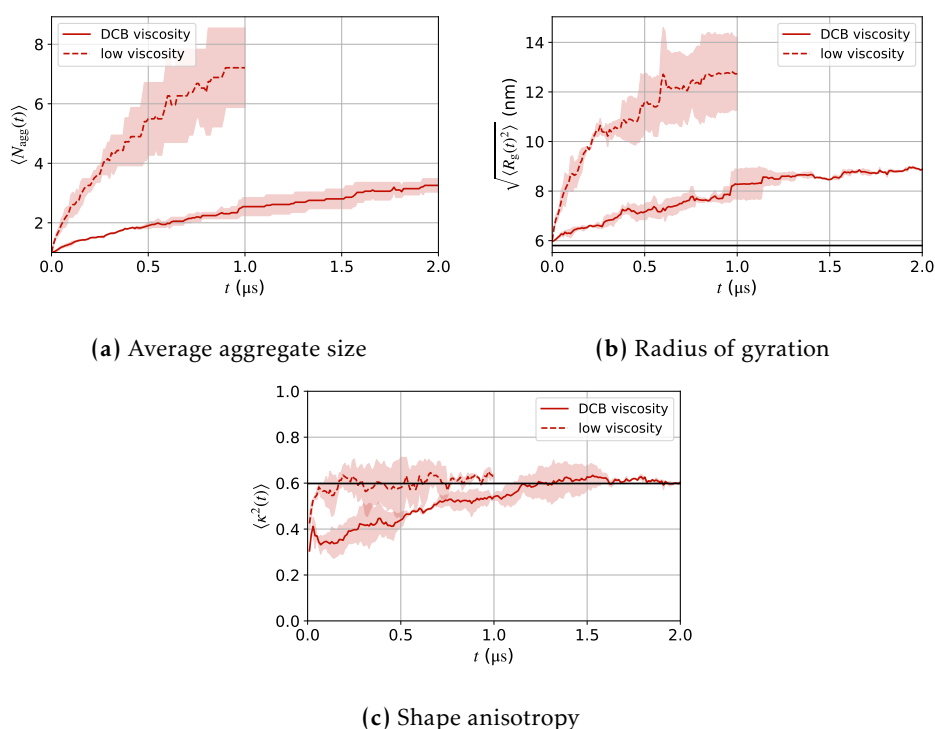 DCB viscosity
low viscosity
8
6
4
2
⟨N_agg(t)⟩
0.0 0.5 1.0 1.5 2.0
t (μs)
(a) Average aggregate size
DCB viscosity
low viscosity
14
12
10
8
6
√⟨R_g(t)²⟩ (nm)
0.0 0.5 1.0 1.5 2.0
t (μs)
(b) Radius of gyration
DCB viscosity
low viscosity
1.0
0.8
0.6
0.4
0.2
0.0
⟨κ²(t)⟩
0.0 0.5 1.0 1.5 2.0
t (μs)
(c) Shape anisotropy